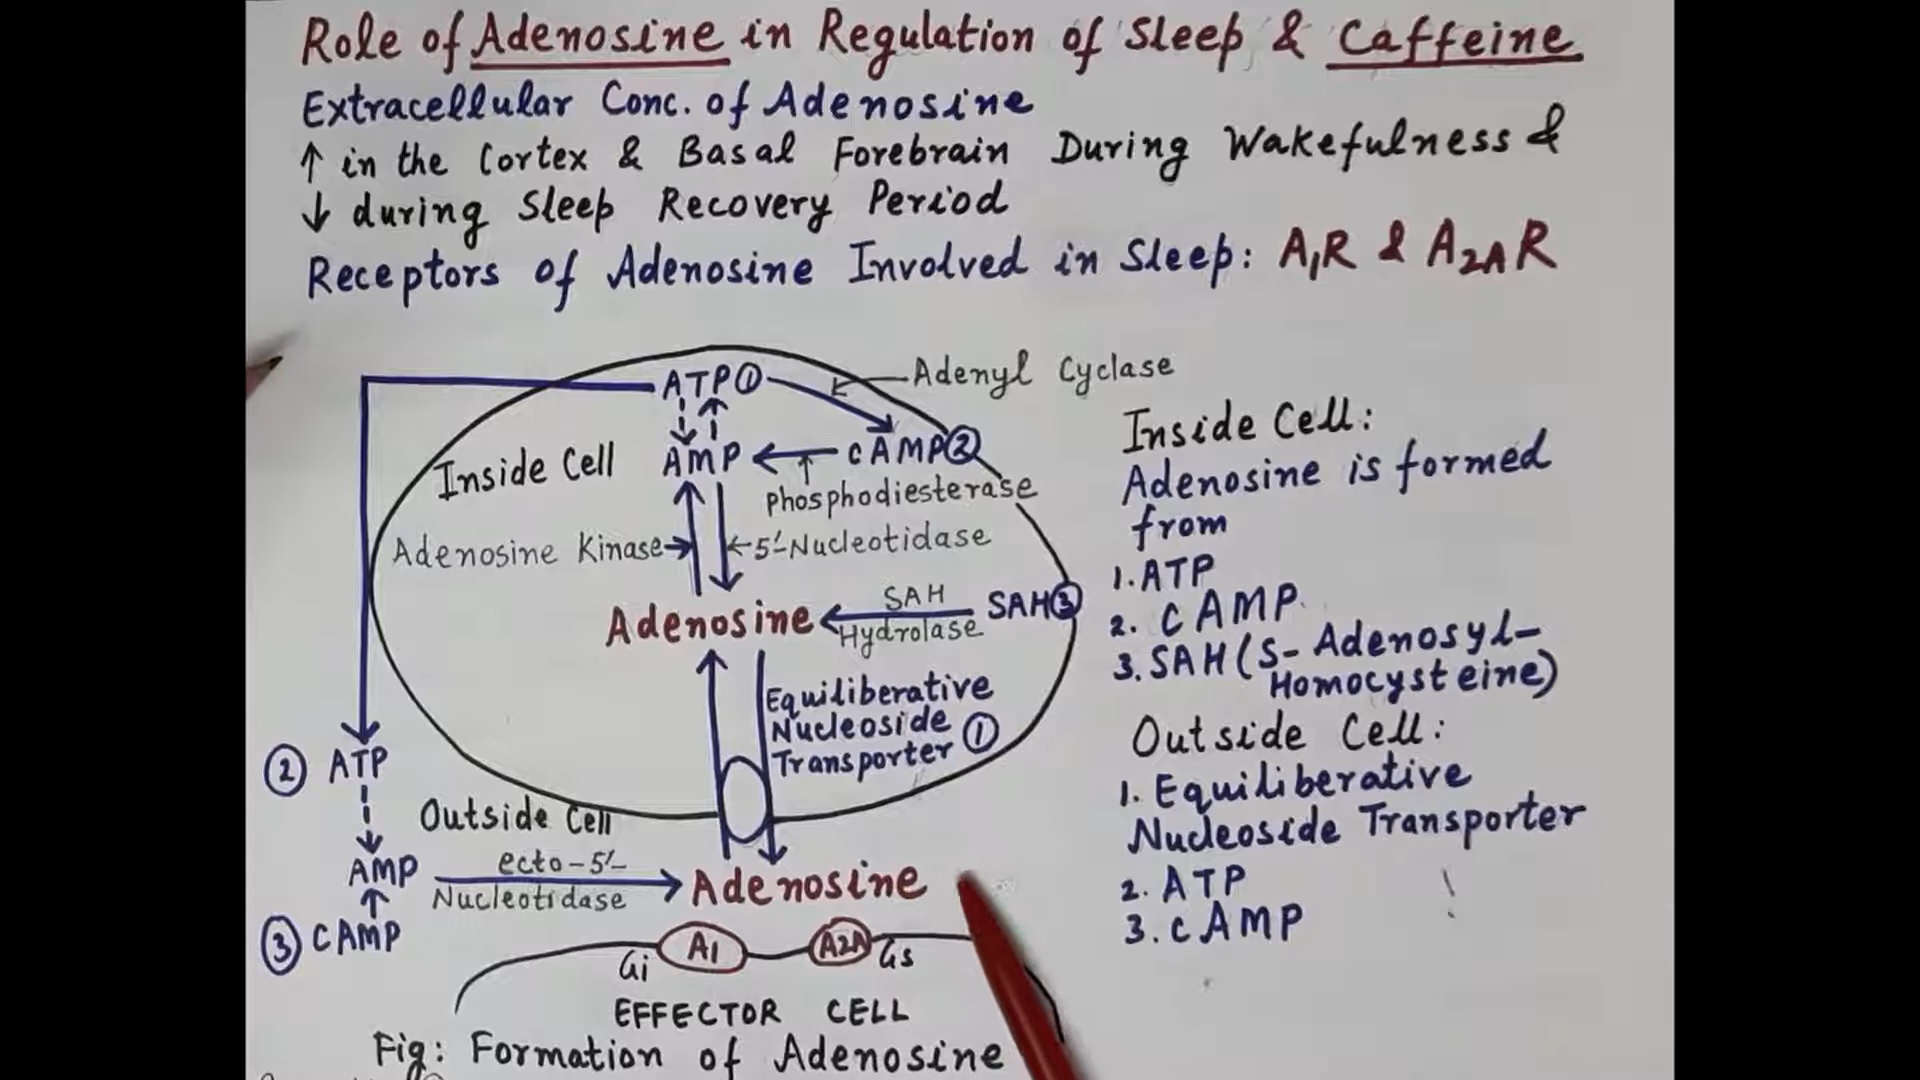 Role of Adenosine in Regulation of Sleep & Caffeine
Extracellular Conc. of Adenosine
↑ in the Cortex & Basal Forebrain During Wakefulness &
↓ during Sleep Recovery Period
Receptors of Adenosine Involved in Sleep: A1R & A2AR
ATP①
Adenyl Cyclase
Inside Cell
AMP
cAMP②
Phosphodiesterase
Adenosine Kinase
5'-Nucleotidase
Adenosine
SAH
Hydrolase
SAH③
Equiliberative
Nucleoside
Transporter ①
② ATP
Outside Cell
AMP
ecto-5'-
Nucleotidase
Adenosine
③ CAMP
Gi
A1
A2A
Gs
EFFECTOR CELL
Fig: Formation of Adenosine
Inside Cell:
Adenosine is formed
from
1. ATP
2. CAMP
3. SAH (S-Adenosyl-
Homocysteine)
Outside Cell:
1. Equiliberative
Nucleoside Transporter
2. ATP
3. cAMP